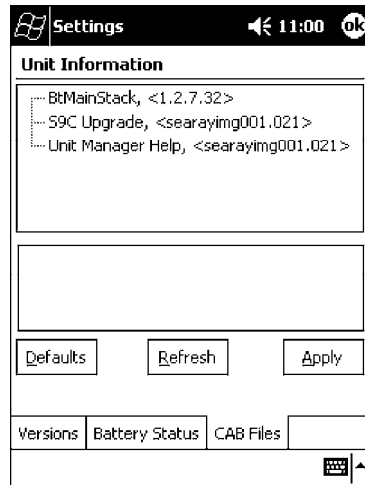 Settings 11:00 ok
Unit Information
BtMainStack, <1.2.7.32>
S9C Upgrade, <searayimg001.021>
Unit Manager Help, <searayimg001.021>
Defaults Refresh Apply
Versions Battery Status CAB Files